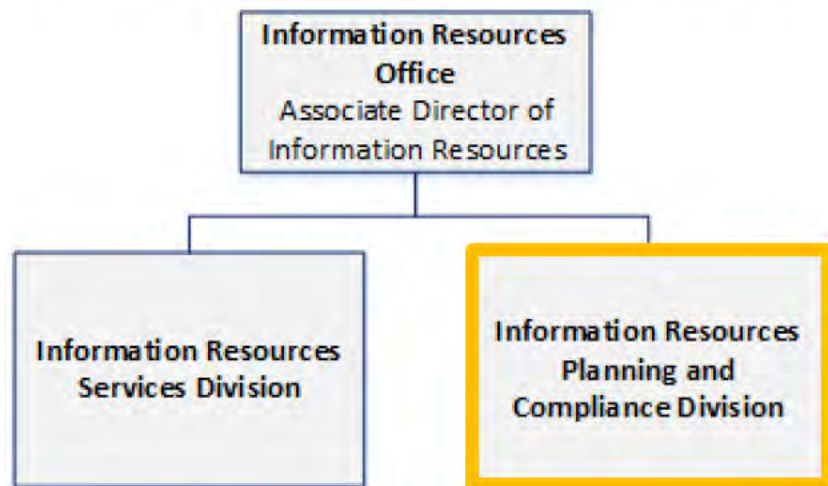 Information Resources
Office
Associate Director of
Information Resources
Information Resources
Services Division
Information Resources
Planning and
Compliance Division